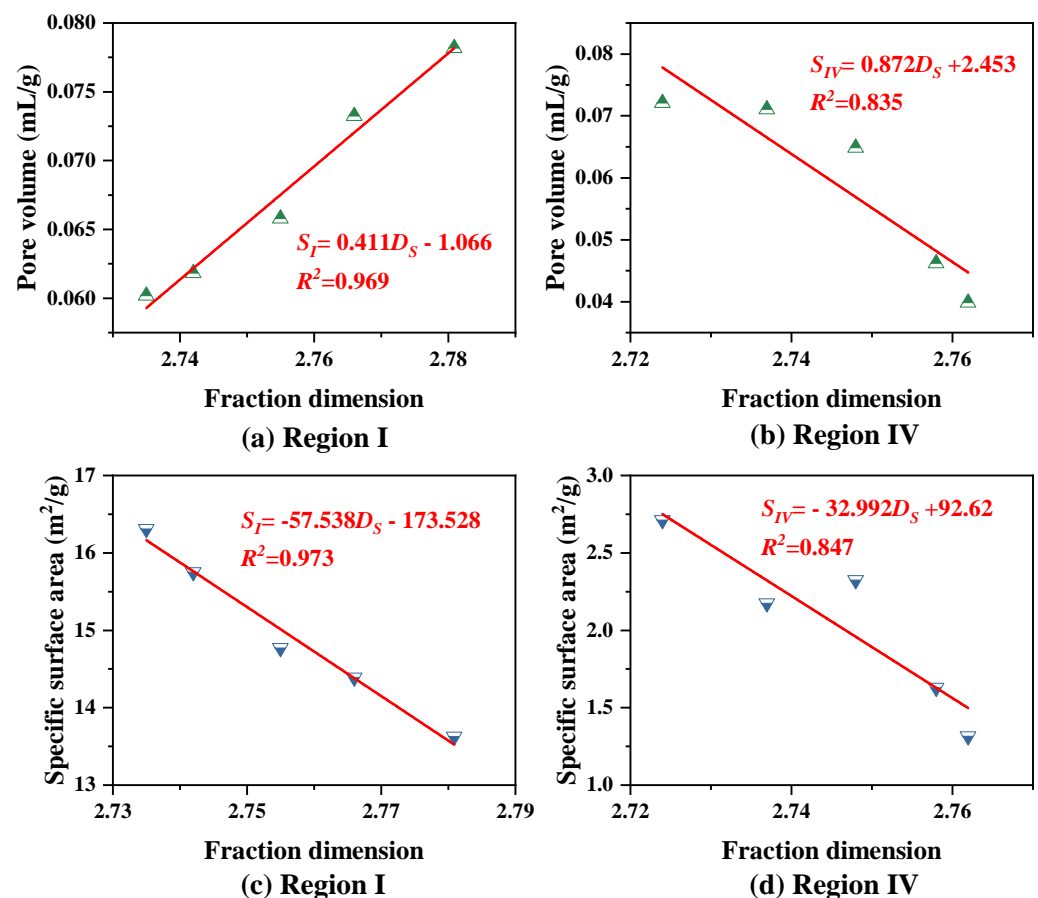 Pore volume (mL/g)
0.080
0.075
0.070
0.065
0.060
S_I= 0.411D_S - 1.066
R²=0.969
2.74
2.76
2.78
Fraction dimension
(a) Region I
Pore volume (mL/g)
0.08
0.07
0.06
0.05
0.04
S_IV= 0.872D_S +2.453
R²=0.835
2.72
2.74
2.76
Fraction dimension
(b) Region IV
Specific surface area (m²/g)
17
16
15
14
13
S_I= -57.538D_S - 173.528
R²=0.973
2.73
2.75
2.77
2.79
Fraction dimension
(c) Region I
Specific surface area (m²/g)
3.0
2.5
2.0
1.5
1.0
S_IV= - 32.992D_S +92.62
R²=0.847
2.72
2.74
2.76
Fraction dimension
(d) Region IV